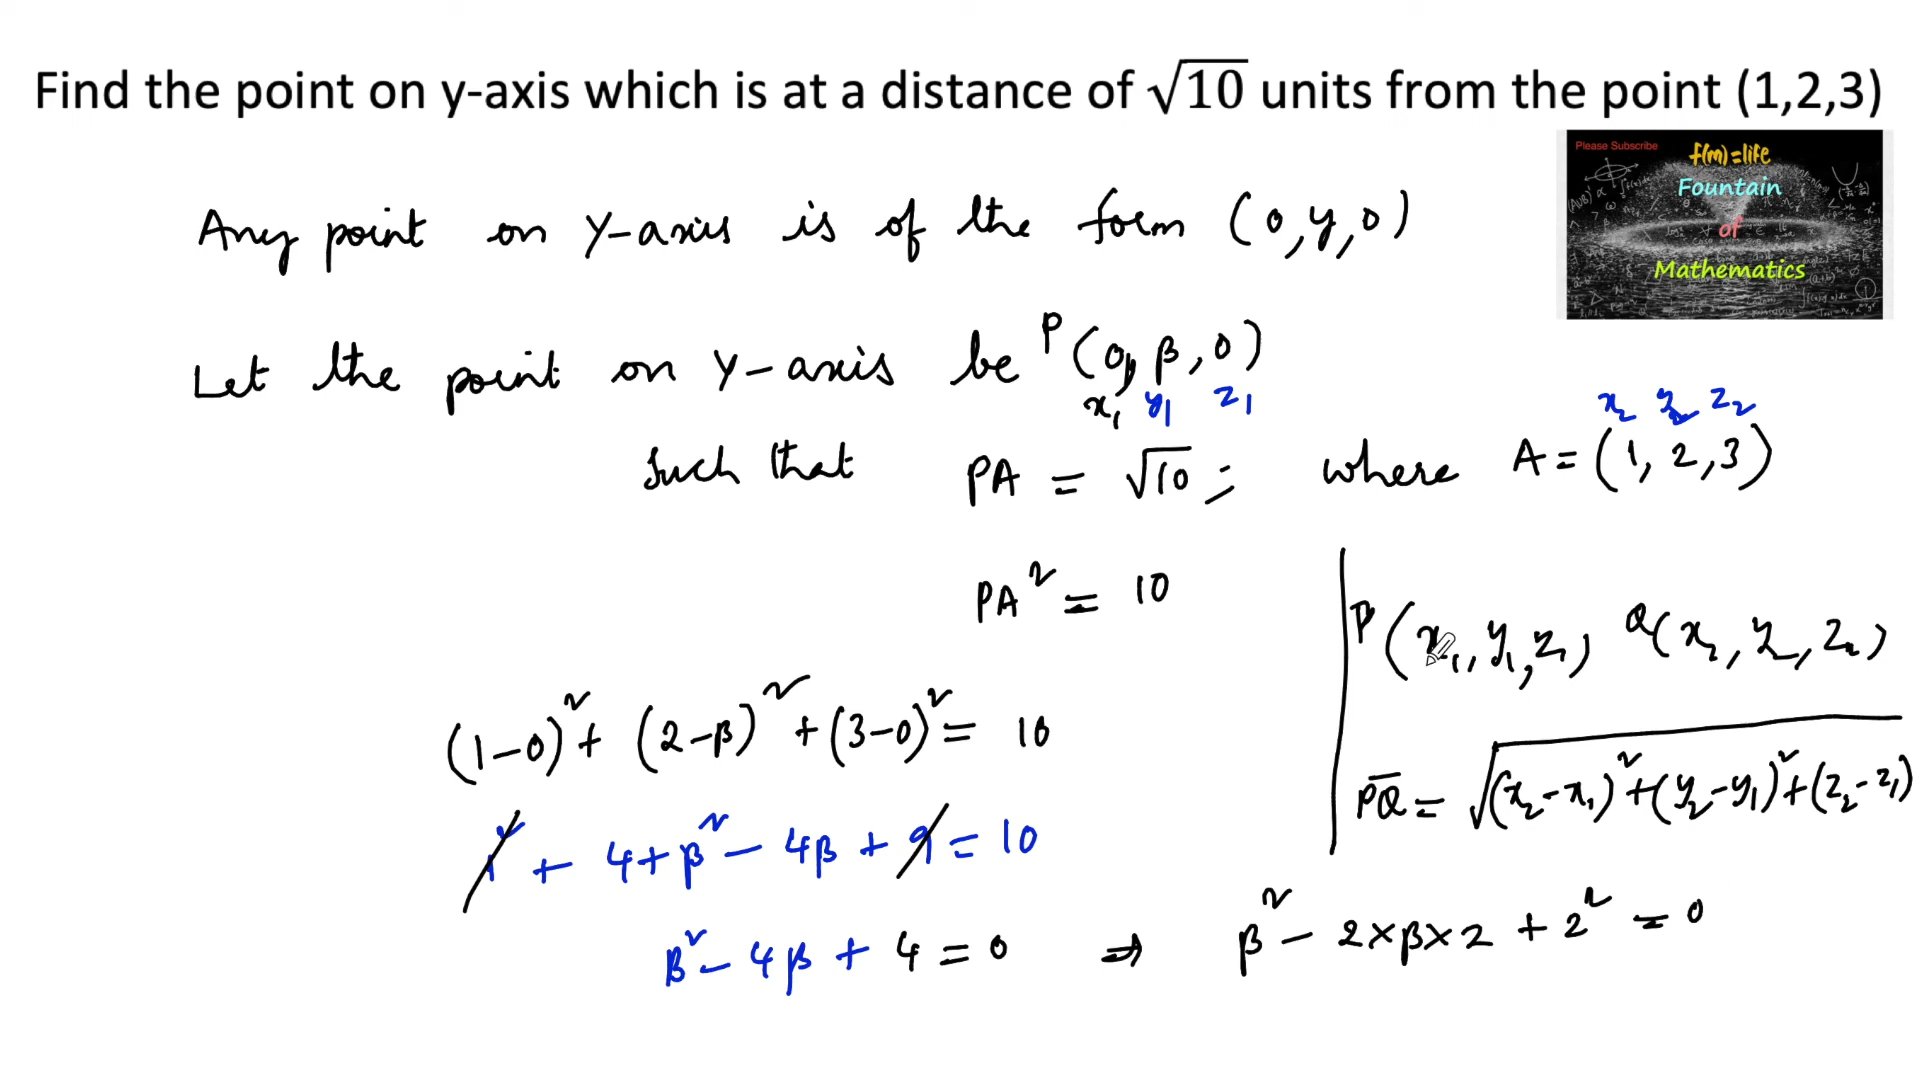 Find the point on y-axis which is at a distance of √10 units from the point (1,2,3)
Please Subscribe
f(m)=life
Fountain
of
Mathematics
Any point on Y-axis is of the form (0,y,0)
Let the point on Y-axis be P(0,β,0)
x₁ y₁ z₁
x₂ y₂ z₂
such that PA = √10 ; where A = (1, 2, 3)
PA² = 10
P(x₁, y₁, z₁) Q(x₂, y₂, z₂)
(1-0)² + (2-β)² + (3-0)² = 10
PQ = √(x₂-x₁)²+(y₂-y₁)²+(z₂-z₁)
1 + 4+β² - 4β + 9 = 10
β² - 4β + 4 = 0 ⇒ β² - 2×β×2 + 2² = 0